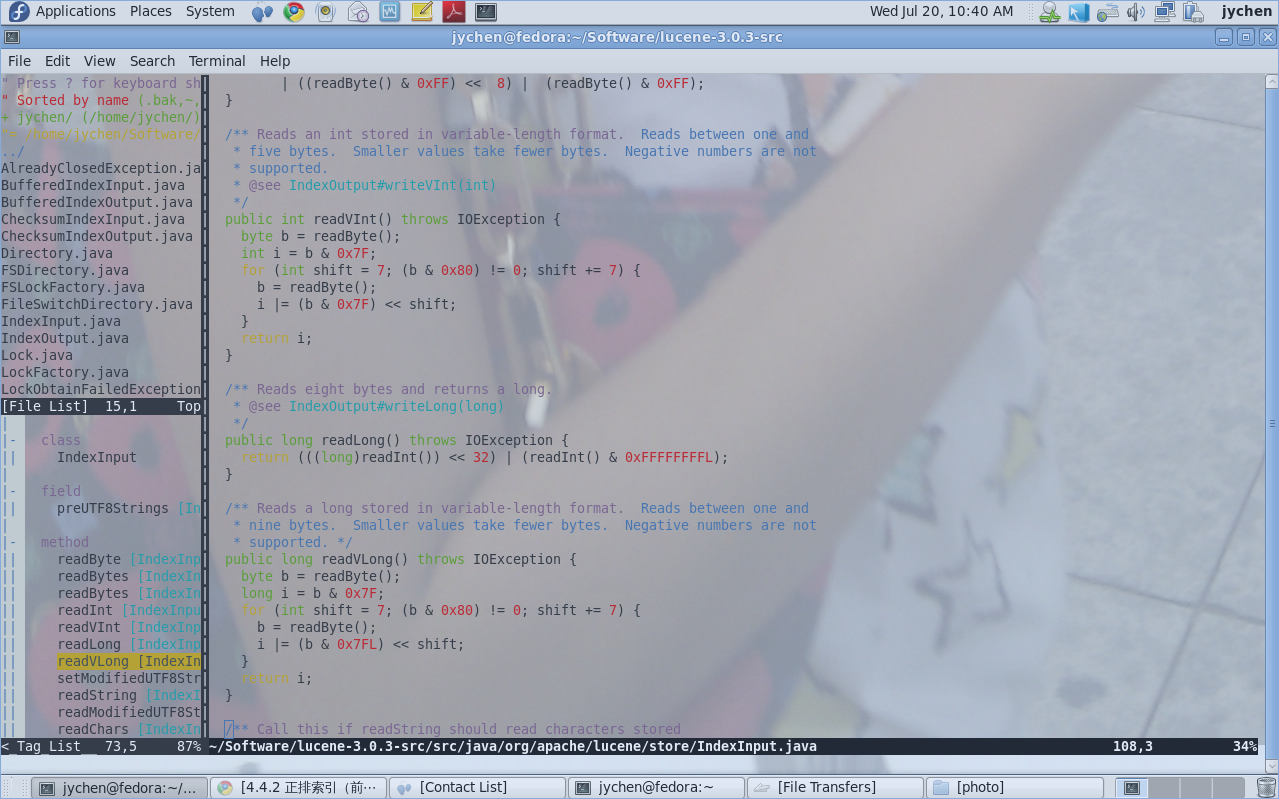 Applications Places System Wed Jul 20, 10:40 AM jychen
jychen@fedora:~/Software/lucene-3.0.3-src
File Edit View Search Terminal Help
" Press ? for keyboard sh
" Sorted by name (.bak,~,
+ jychen/ (/home/jychen/)
/home/jychen/Software/
../
AlreadyClosedException.ja
BufferedIndexInput.java
BufferedIndexOutput.java
ChecksumIndexInput.java
ChecksumIndexOutput.java
Directory.java
FSDirectory.java
FSLockFactory.java
FileSwitchDirectory.java
IndexInput.java
IndexOutput.java
Lock.java
LockFactory.java
LockObtainFailedException
[File List] 15,1 Top
|
|- class
|| IndexInput
|
|- field
|| preUTF8Strings [In
|
|- method
|| readByte [IndexInp
|| readBytes [IndexIn
|| readBytes [IndexIn
|| readInt [IndexInpu
|| readVInt [IndexInp
|| readLong [IndexInp
|| readVLong [IndexIn
|| setModifiedUTF8Str
|| readString [IndexI
|| readModifiedUTF8St
|| readChars [IndexIn
< Tag_List__ 73,5 87%
| ((readByte() & 0xFF) << 8) | (readByte() & 0xFF);
}
/** Reads an int stored in variable-length format. Reads between one and
* five bytes. Smaller values take fewer bytes. Negative numbers are not
* supported.
* @see IndexOutput#writeVInt(int)
*/
public int readVInt() throws IOException {
byte b = readByte();
int i = b & 0x7F;
for (int shift = 7; (b & 0x80) != 0; shift += 7) {
b = readByte();
i |= (b & 0x7F) << shift;
}
return i;
}
/** Reads eight bytes and returns a long.
* @see IndexOutput#writeLong(long)
*/
public long readLong() throws IOException {
return (((long)readInt()) << 32) | (readInt() & 0xFFFFFFFFL);
}
/** Reads a long stored in variable-length format. Reads between one and
* nine bytes. Smaller values take fewer bytes. Negative numbers are not
* supported. */
public long readVLong() throws IOException {
byte b = readByte();
long i = b & 0x7F;
for (int shift = 7; (b & 0x80) != 0; shift += 7) {
b = readByte();
i |= (b & 0x7FL) << shift;
}
return i;
}
/** Call this if readString should read characters stored
~/Software/lucene-3.0.3-src/src/java/org/apache/lucene/store/IndexInput.java 108,3 34%
jychen@fedora:~/... [4.4.2 正排索引（前··· [Contact List] jychen@fedora:~ [File Transfers] [photo]